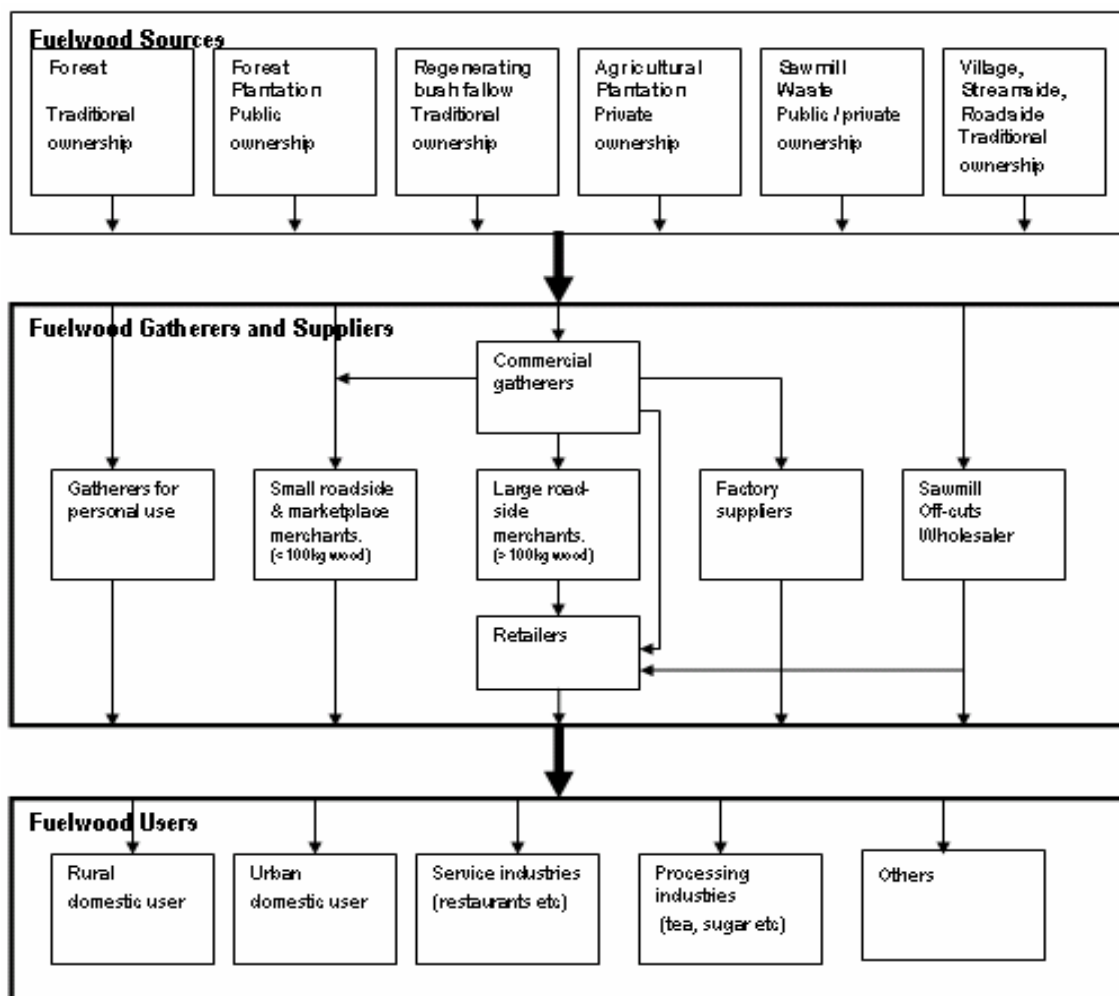 Fuelwood Sources
Forest
Traditional
ownership
Forest
Plantation
Public
ownership
Regenerating
bush fallow
Traditional
ownership
Agricultural
Plantation
Private
ownership
Sawmill
Waste
Public / private
ownership
Village,
Streamside,
Roadside
Traditional
ownership
Fuelwood Gatherers and Suppliers
Commercial
gatherers
Gatherers for
personal use
Small roadside
& marketplace
merchants.
(< 100kg wood)
Large road-
side
merchants.
(> 100kg wood)
Factory
suppliers
Sawmill
Off-cuts
Wholesaler
Retailers
Fuelwood Users
Rural
domestic user
Urban
domestic user
Service industries
(restaurants etc)
Processing
industries
(tea, sugar etc)
Others